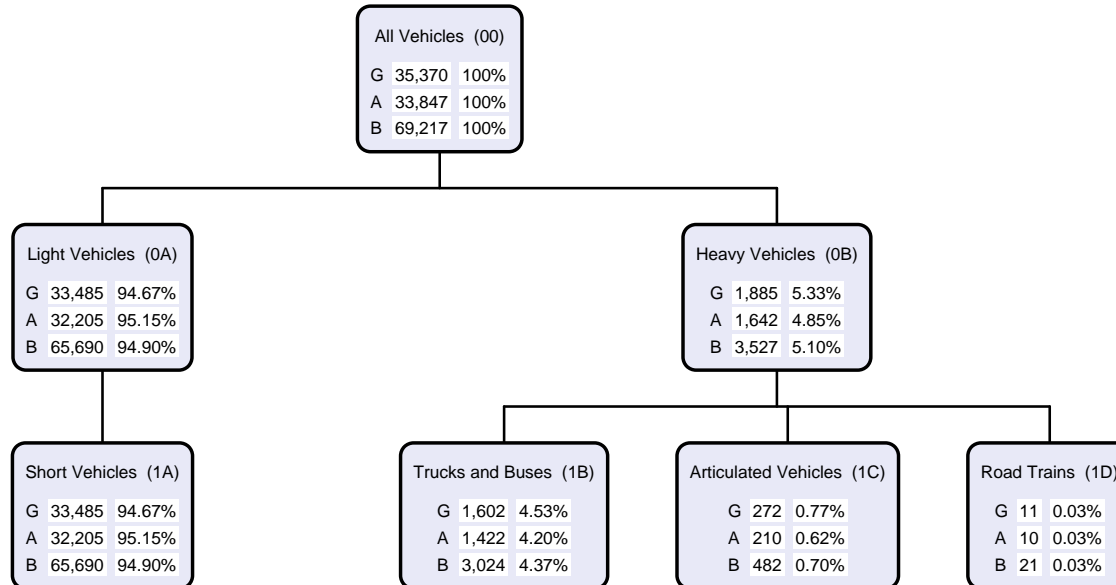 All Vehicles (00)
G 35,370 100%
A 33,847 100%
B 69,217 100%
Light Vehicles (0A)
G 33,485 94.67%
A 32,205 95.15%
B 65,690 94.90%
Heavy Vehicles (0B)
G 1,885 5.33%
A 1,642 4.85%
B 3,527 5.10%
Short Vehicles (1A)
G 33,485 94.67%
A 32,205 95.15%
B 65,690 94.90%
Trucks and Buses (1B)
G 1,602 4.53%
A 1,422 4.20%
B 3,024 4.37%
Articulated Vehicles (1C)
G 272 0.77%
A 210 0.62%
B 482 0.70%
Road Trains (1D)
G 11 0.03%
A 10 0.03%
B 21 0.03%